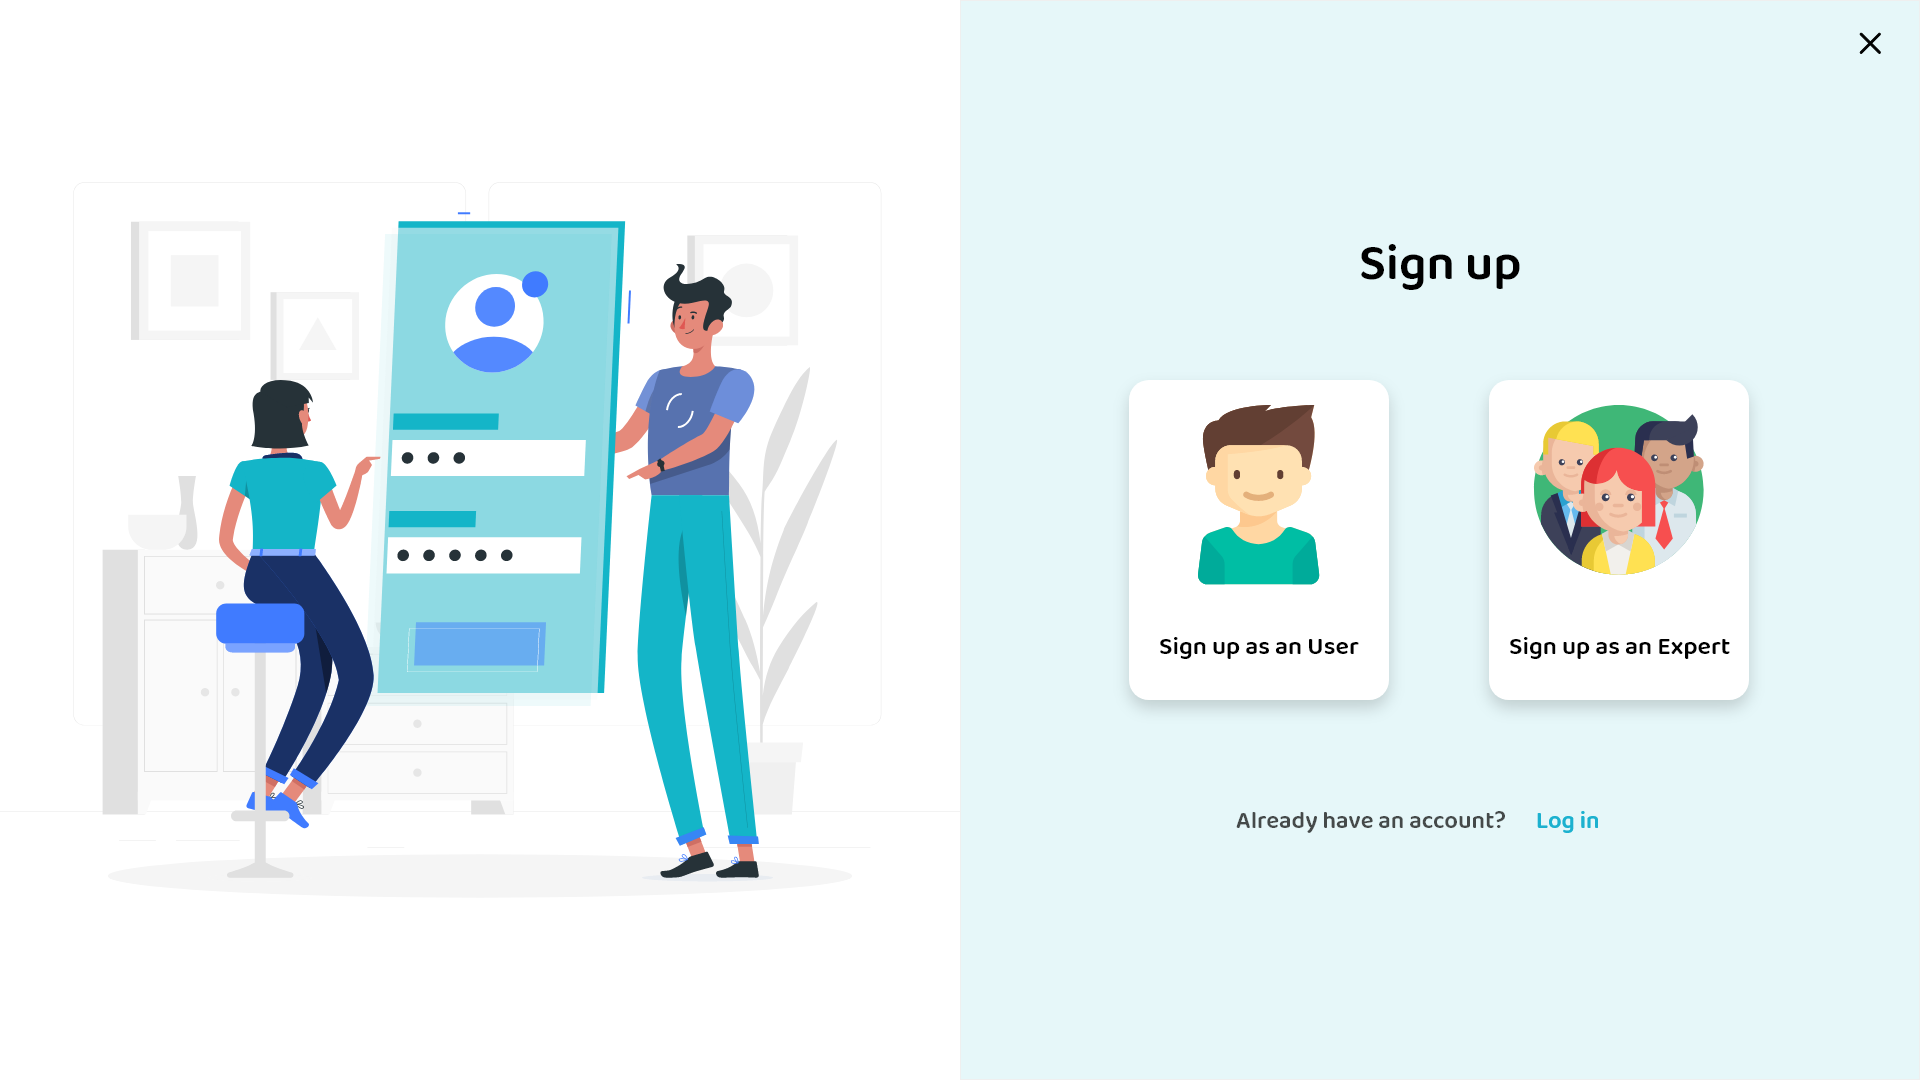 Sign up
Sign up as an User
Sign up as an Expert
Already have an account? Log in